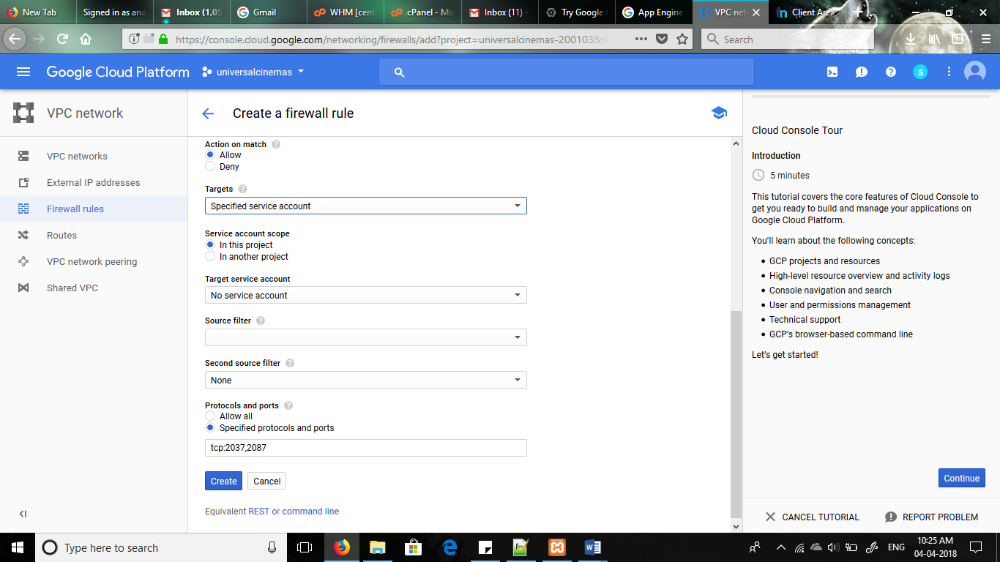 New Tab
Signed in as ana
Inbox (1,05
Gmail
WHM [cent
cPanel - Ma
Inbox (11) -
Try Google
App Engine
VPC net
Client Area
https://console.cloud.google.com/networking/firewalls/add?project=universalcinemas-200103&s
Search
Google Cloud Platform
universalcinemas
5
VPC network
Create a firewall rule
VPC networks
External IP addresses
Firewall rules
Routes
VPC network peering
Shared VPC
Action on match
Allow
Deny
Targets
Specified service account
Service account scope
In this project
In another project
Target service account
No service account
Source filter
Second source filter
None
Protocols and ports
Allow all
Specified protocols and ports
tcp:2037,2087
Create Cancel
Equivalent REST or command line
Cloud Console Tour
Introduction
5 minutes
This tutorial covers the core features of Cloud Console to
get you ready to build and manage your applications on
Google Cloud Platform.
You'll learn about the following concepts:
• GCP projects and resources
• High-level resource overview and activity logs
• Console navigation and search
• User and permissions management
• Technical support
• GCP's browser-based command line
Let's get started!
Continue
CANCEL TUTORIAL
REPORT PROBLEM
Type here to search
ENG
10:25 AM
04-04-2018